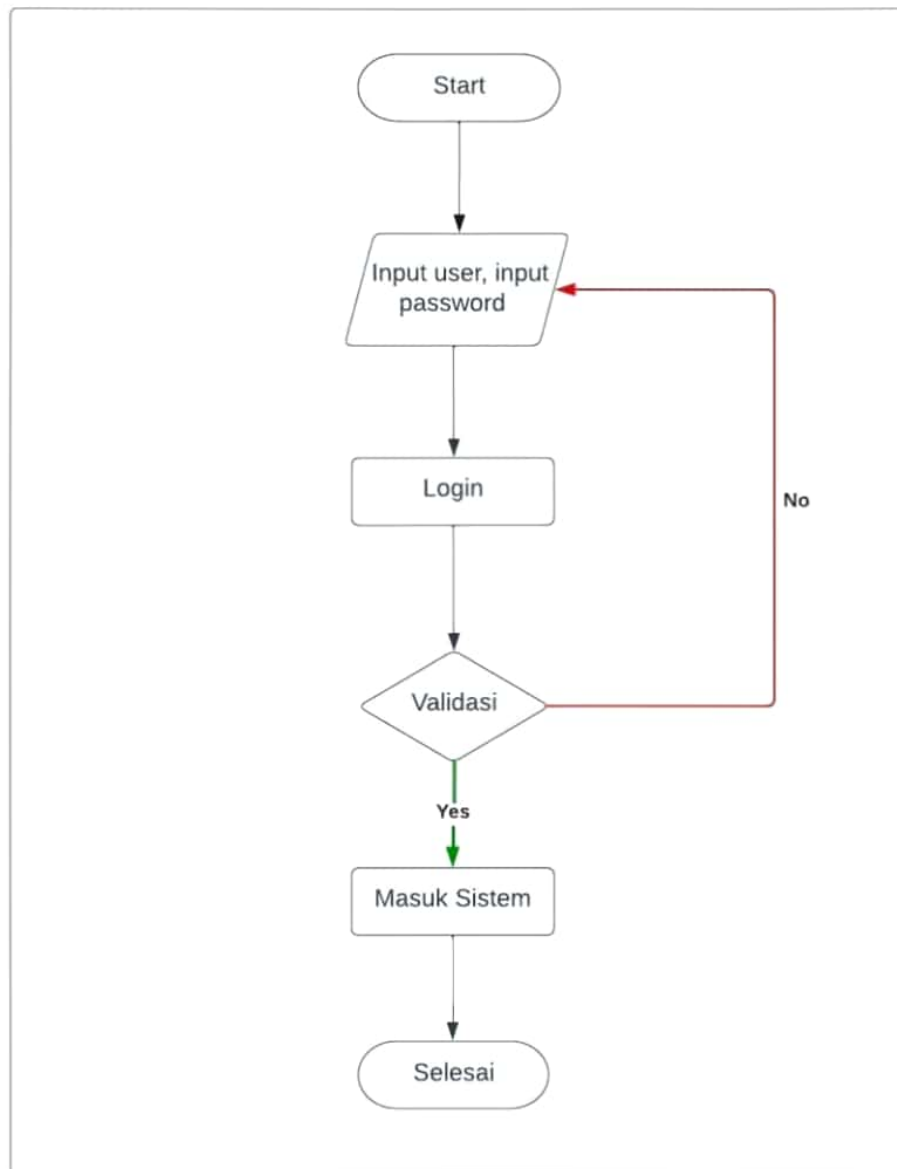 Start
Input user, input
password
Login
No
Validasi
Yes
Masuk Sistem
Selesai